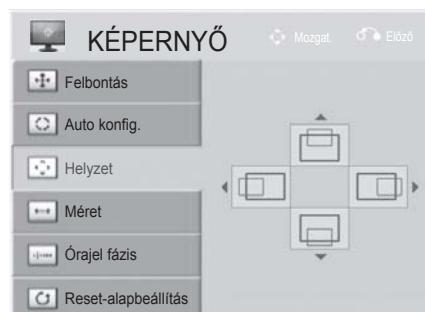 KÉPERNYŐ
Mozgat.
Előző
Felbontás
Auto konfig.
Helyzet
Méret
Órajel fázis
Reset-alapbeállítás